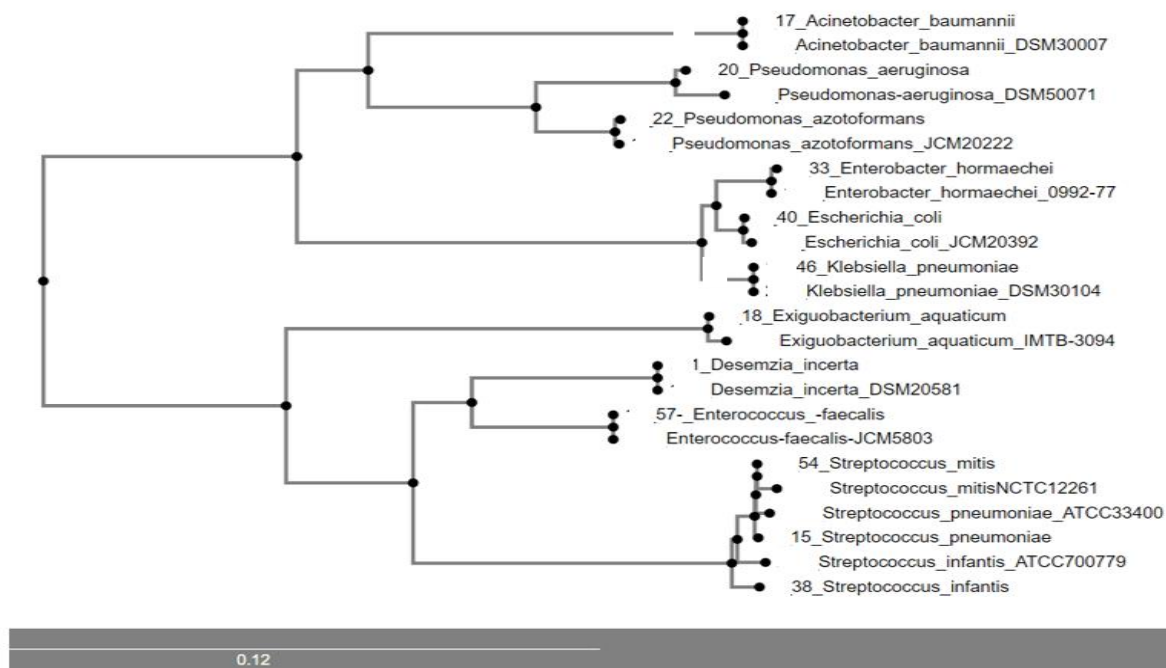 17_Acinetobacter_baumannii
Acinetobacter_baumannii_DSM30007
20_Pseudomonas_aeruginosa
Pseudomonas-aeruginosa_DSM50071
22_Pseudomonas_azotoformans
Pseudomonas_azotoformans_JCM20222
33_Enterobacter_hormaechei
Enterobacter_hormaechei_0992-77
40_Escherichia_coli
Escherichia_coli_JCM20392
46_Klebsiella_pneumoniae
Klebsiella_pneumoniae_DSM30104
18_Exiguobacterium_aquaticum
Exiguobacterium_aquaticum_IMTB-3094
1_Desemzia_incerta
Desemzia_incerta_DSM20581
57-_Enterococcus_-faecalis
Enterococcus-faecalis-JCM5803
54_Streptococcus_mitis
Streptococcus_mitisNCTC12261
Streptococcus_pneumoniae_ATCC33400
15_Streptococcus_pneumoniae
Streptococcus_infantis_ATCC700779
38_Streptococcus_infantis
0.12